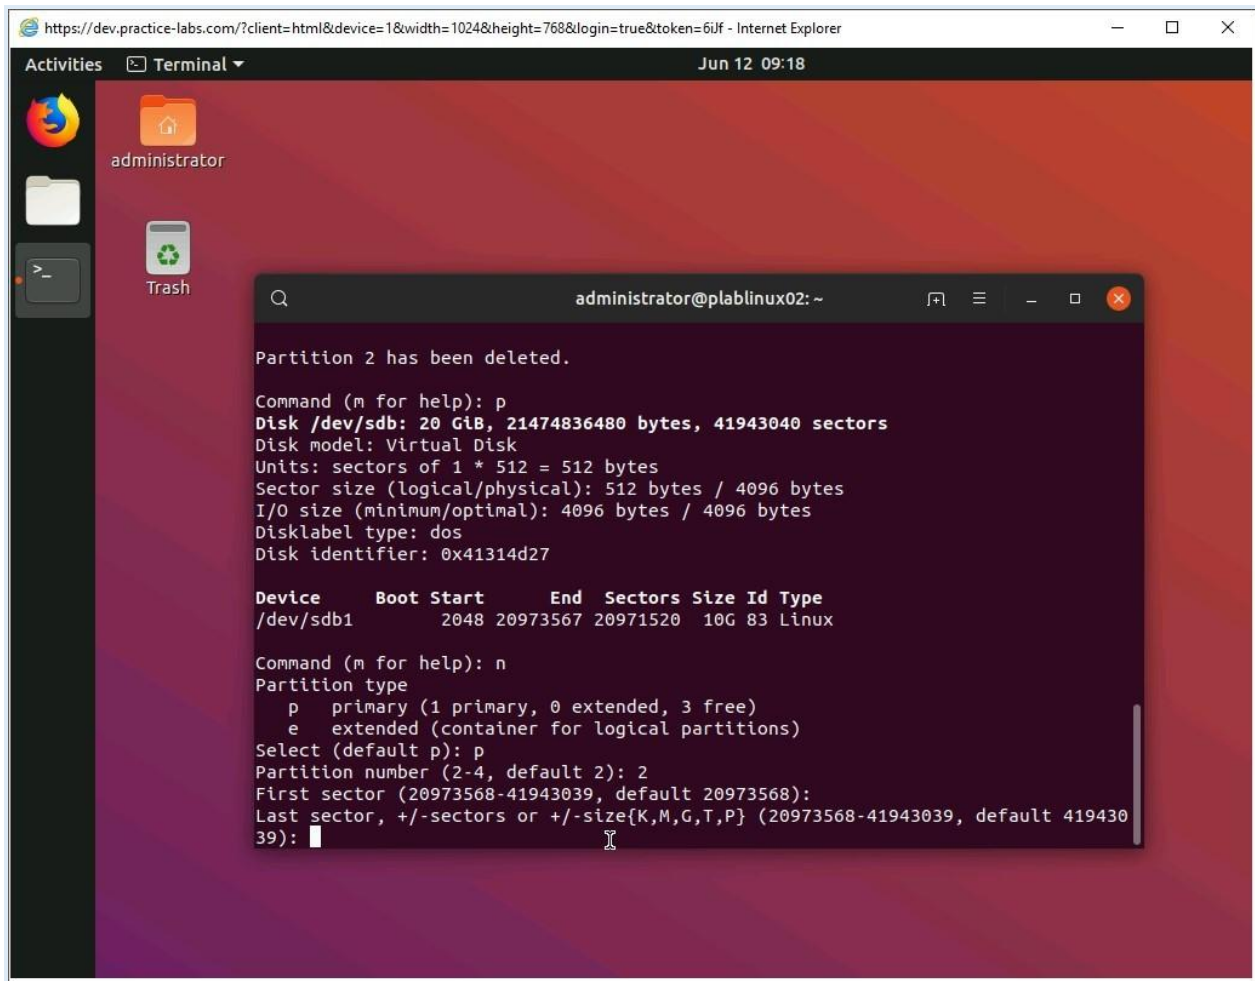 https://dev.practice-labs.com/?client=html&device=1&width=1024&height=768&login=true&token=6iJf - Internet Explorer
Activities Terminal Jun 12 09:18
administrator
Trash
administrator@plablinux02: ~
Partition 2 has been deleted.
Command (m for help): p
Disk /dev/sdb: 20 GiB, 21474836480 bytes, 41943040 sectors
Disk model: Virtual Disk
Units: sectors of 1 * 512 = 512 bytes
Sector size (logical/physical): 512 bytes / 4096 bytes
I/O size (minimum/optimal): 4096 bytes / 4096 bytes
Disklabel type: dos
Disk identifier: 0x41314d27
Device Boot Start End Sectors Size Id Type
/dev/sdb1 2048 20973567 20971520 10G 83 Linux
Command (m for help): n
Partition type
p primary (1 primary, 0 extended, 3 free)
e extended (container for logical partitions)
Select (default p): p
Partition number (2-4, default 2): 2
First sector (20973568-41943039, default 20973568):
Last sector, +/-sectors or +/-size{K,M,G,T,P} (20973568-41943039, default 419430
39):